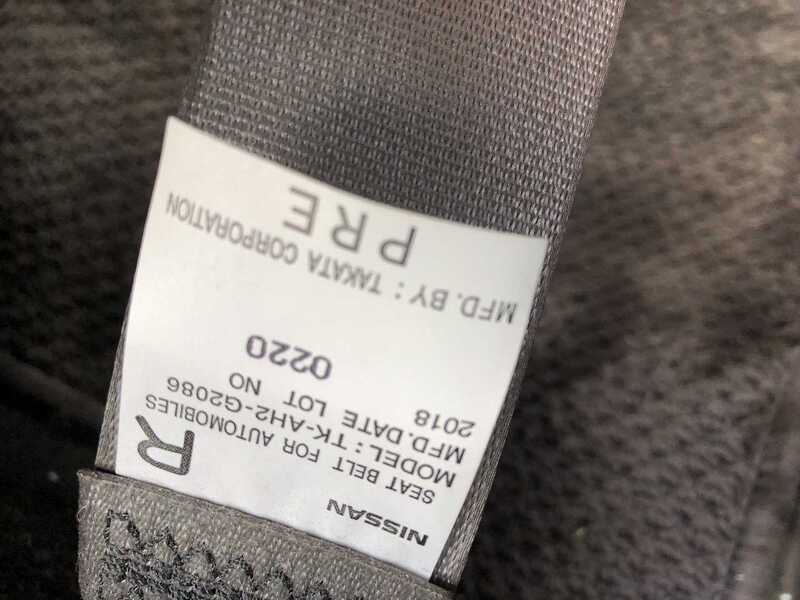 NISSAN R
SEAT BELT FOR AUTOMOBILES
MODEL : TK-AH2-G2086
MFD.DATE LOT NO
2018 0220
MFD. BY : TAKATA CORPORATION
PRE